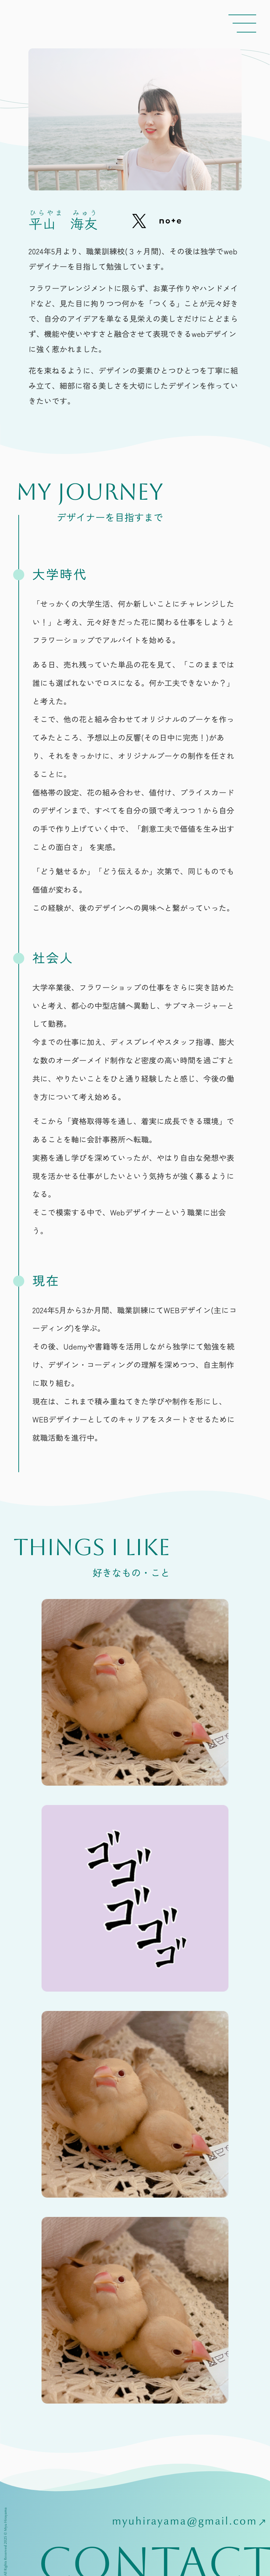 ひらやま みゅう
平山 海友
note
2024年5月より、職業訓練校(３ヶ月間)、その後は独学でweb
デザイナーを目指して勉強しています。
フラワーアレンジメントに限らず、お菓子作りやハンドメイ
ドなど、見た目に拘りつつ何かを「つくる」ことが元々好き
で、自分のアイデアを単なる見栄えの美しさだけにとどまら
ず、機能や使いやすさと融合させて表現できるwebデザイン
に強く惹かれました。
花を束ねるように、デザインの要素ひとつひとつを丁寧に組
み立て、細部に宿る美しさを大切にしたデザインを作ってい
きたいです。
MY JOURNEY
デザイナーを目指すまで
大学時代
「せっかくの大学生活、何か新しいことにチャレンジした
い！」と考え、元々好きだった花に関わる仕事をしようと
フラワーショップでアルバイトを始める。
ある日、売れ残っていた単品の花を見て、「このままでは
誰にも選ばれないでロスになる。何か工夫できないか？」
と考えた。
そこで、他の花と組み合わせてオリジナルのブーケを作っ
てみたところ、予想以上の反響(その日中に完売！)があ
り、それをきっかけに、オリジナルブーケの制作を任され
ることに。
価格帯の設定、花の組み合わせ、値付け、プライスカード
のデザインまで、すべてを自分の頭で考えつつ１から自分
の手で作り上げていく中で、「創意工夫で価値を生み出す
ことの面白さ」 を実感。
「どう魅せるか」「どう伝えるか」次第で、同じものでも
価値が変わる。
この経験が、後のデザインへの興味へと繋がっていった。
社会人
大学卒業後、フラワーショップの仕事をさらに突き詰めた
いと考え、都心の中型店舗へ異動し、サブマネージャーと
して勤務。
今までの仕事に加え、ディスプレイやスタッフ指導、膨大
な数のオーダーメイド制作など密度の高い時間を過ごすと
共に、やりたいことをひと通り経験したと感じ、今後の働
き方について考え始める。
そこから「資格取得等を通し、着実に成長できる環境」で
あることを軸に会計事務所へ転職。
実務を通し学びを深めていったが、やはり自由な発想や表
現を活かせる仕事がしたいという気持ちが強く募るように
なる。
そこで模索する中で、Webデザイナーという職業に出会
う。
現在
2024年5月から3か月間、職業訓練にてWEBデザイン(主にコ
ーディング)を学ぶ。
その後、Udemyや書籍等を活用しながら独学にて勉強を続
け、デザイン・コーディングの理解を深めつつ、自主制作
に取り組む。
現在は、これまで積み重ねてきた学びや制作を形にし、
WEBデザイナーとしてのキャリアをスタートさせるために
就職活動を進行中。
THINGS I LIKE
好きなもの・こと
ゴゴゴゴゴ
myuhirayama@gmail.com
CONTACT